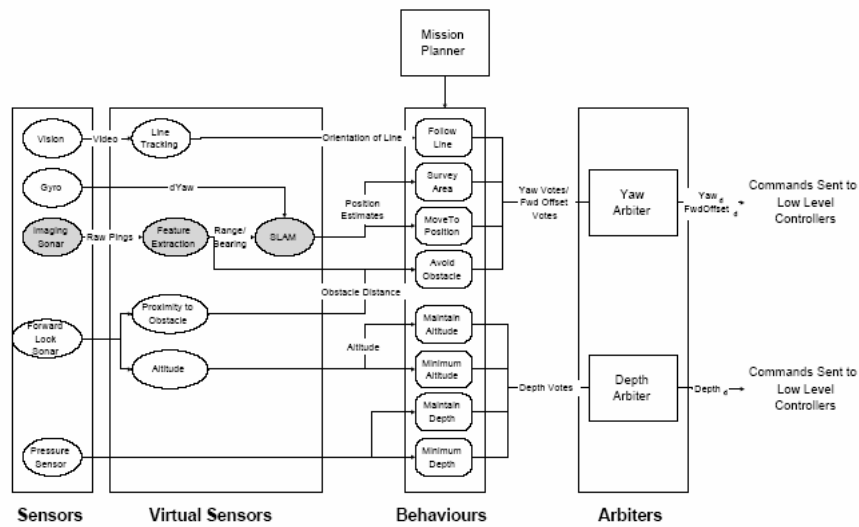 Mission
Planner
Vision
Video
Line
Tracking
Orientation of Line
Follow
Line
Gyro
dYaw
Survey
Area
Position
Estimates
Imaging
Sonar
Raw Pings
Feature
Extraction
Range/
Bearing
SLAM
MoveTo
Position
Avoid
Obstacle
Obstacle Distance
Yaw Votes/
Fwd Offset
Votes
Yaw
Arbiter
Yaw d
FwdOffset d
Commands Sent to
Low Level
Controllers
Forward
Look
Sonar
Proximity to
Obstacle
Altitude
Altitude
Maintain
Altitude
Minimum
Altitude
Maintain
Depth
Minimum
Depth
Pressure
Sensor
Depth Votes
Depth
Arbiter
Depth d
Commands Sent to
Low Level
Controllers
Sensors
Virtual Sensors
Behaviours
Arbiters